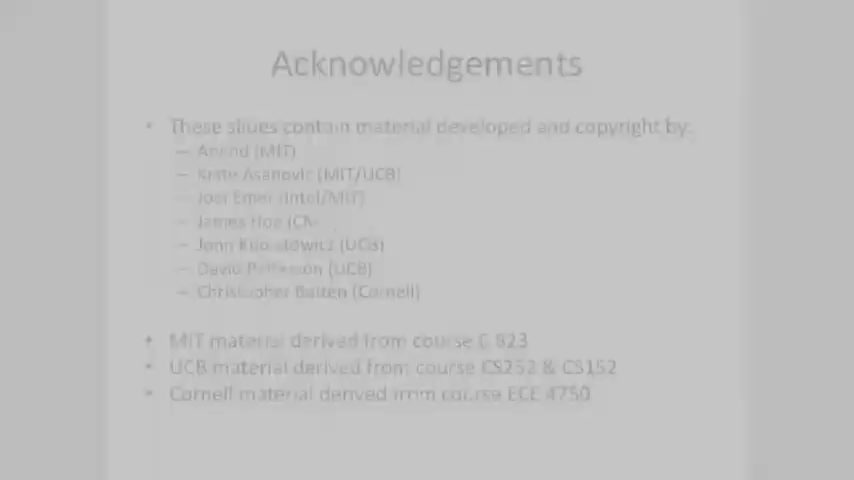 Acknowledgements
• These slides contain material developed and copyright by:
– Arvind (MIT)
– Krste Asanovic (MIT/UCB)
– Joel Emer (Intel/MIT)
– James Hoe (CM
– John Kubiatowicz (UCB)
– David Patterson (UCB)
– Christopher Batten (Cornell)
• MIT material derived from course 6.823
• UCB material derived from course CS252 & CS152
• Cornell material derived from course ECE 4750